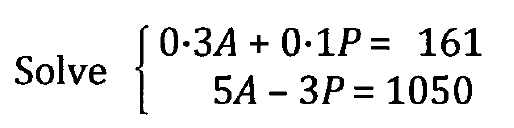 Solve { 0·3A + 0·1P = 161
5A − 3P = 1050